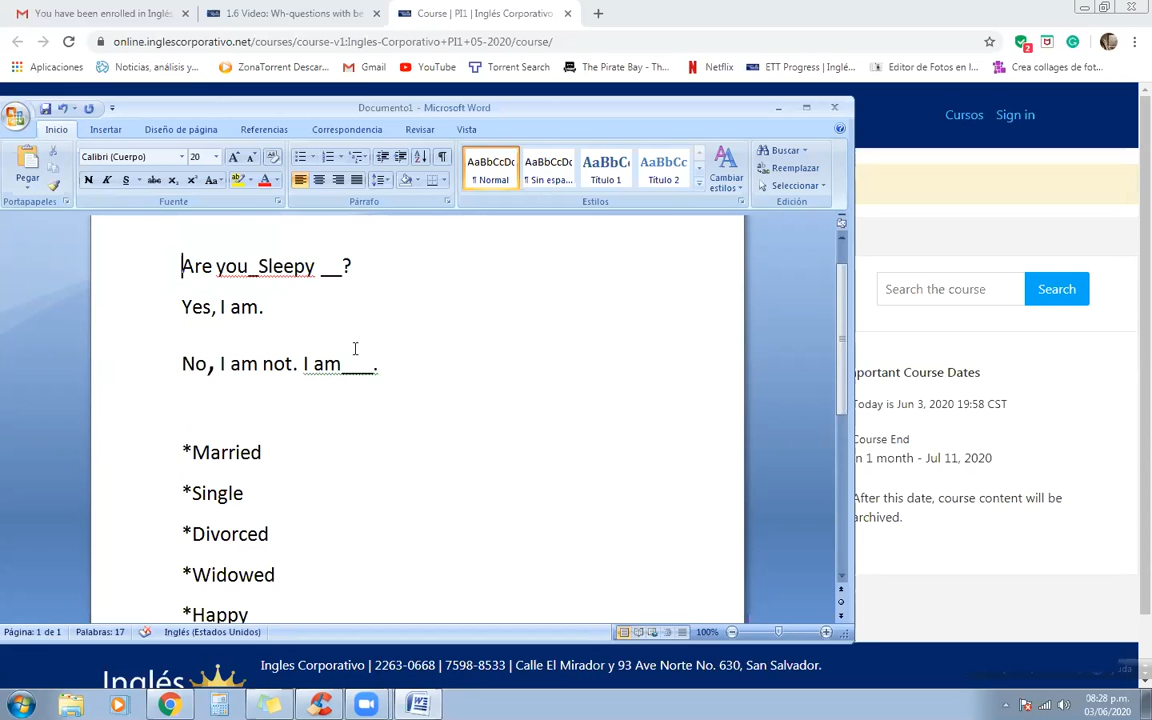 You have been enrolled in Inglés
1.6 Video: Wh-questions with be
Course | PI1 | Inglés Corporativo
online.inglescorporativo.net/courses/course-v1:Ingles-Corporativo+PI1+05-2020/course/
Aplicaciones
Noticias, análisis y...
ZonaTorrent Descar...
Gmail
YouTube
Torrent Search
The Pirate Bay - Th...
Netflix
ETT Progress | Inglé...
Editor de Fotos en l...
Crea collages de fot...
Documento1 - Microsoft Word
Cursos
Sign in
Inicio
Insertar
Diseño de página
Referencias
Correspondencia
Revisar
Vista
Calibri (Cuerpo)
20
Pegar
Portapapeles
Fuente
Párrafo
AaBbCcDc
¶ Normal
AaBbCcDc
¶ Sin espa...
AaBbCc
Título 1
AaBbCc
Título 2
Cambiar estilos
Estilos
Buscar
Reemplazar
Seleccionar
Edición
Are you_Sleepy __?
Yes, I am.
No, I am not. I am___.
*Married
*Single
*Divorced
*Widowed
*Happy
Search the course
Search
mportant Course Dates
Today is Jun 3, 2020 19:58 CST
Course End
in 1 month - Jul 11, 2020
After this date, course content will be
archived.
Página: 1 de 1
Palabras: 17
Inglés (Estados Unidos)
100%
Inglés
Ingles Corporativo | 2263-0668 | 7598-8533 | Calle El Mirador y 93 Ave Norte No. 630, San Salvador.
08:28 p.m.
03/06/2020